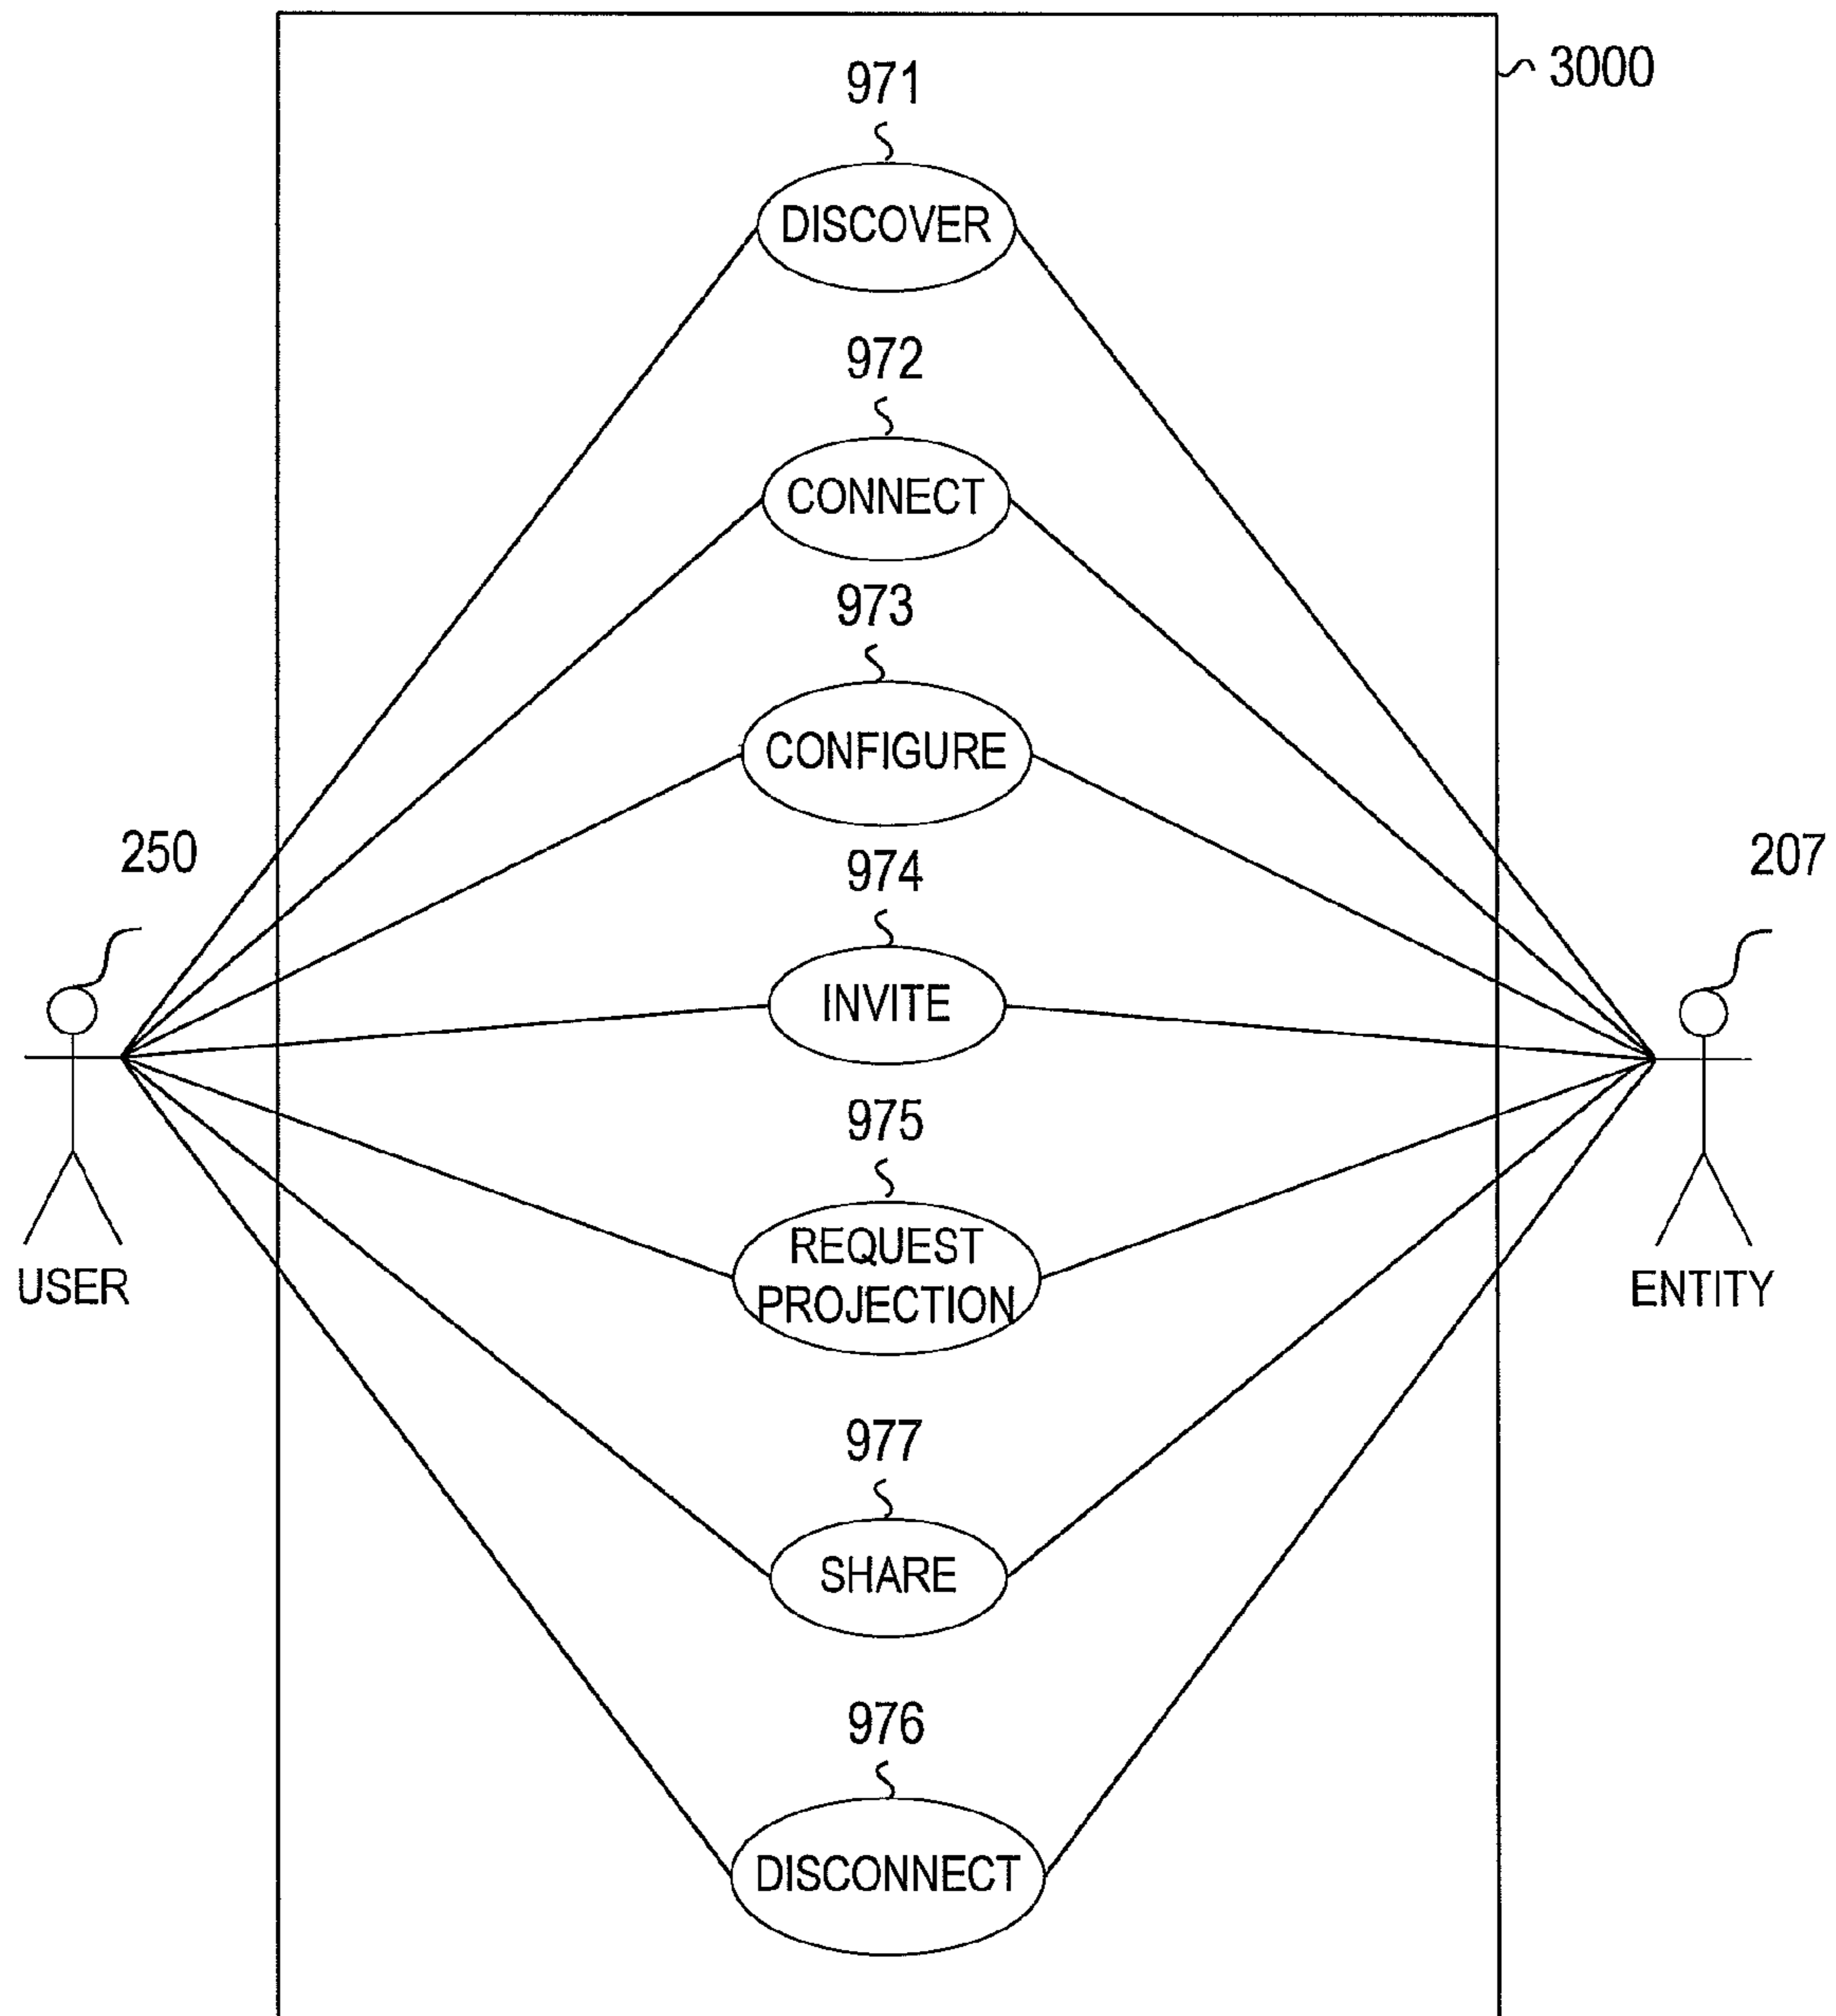 3000
971
DISCOVER
972
CONNECT
973
CONFIGURE
250
974
207
INVITE
975
REQUEST
PROJECTION
USER
ENTITY
977
SHARE
976
DISCONNECT